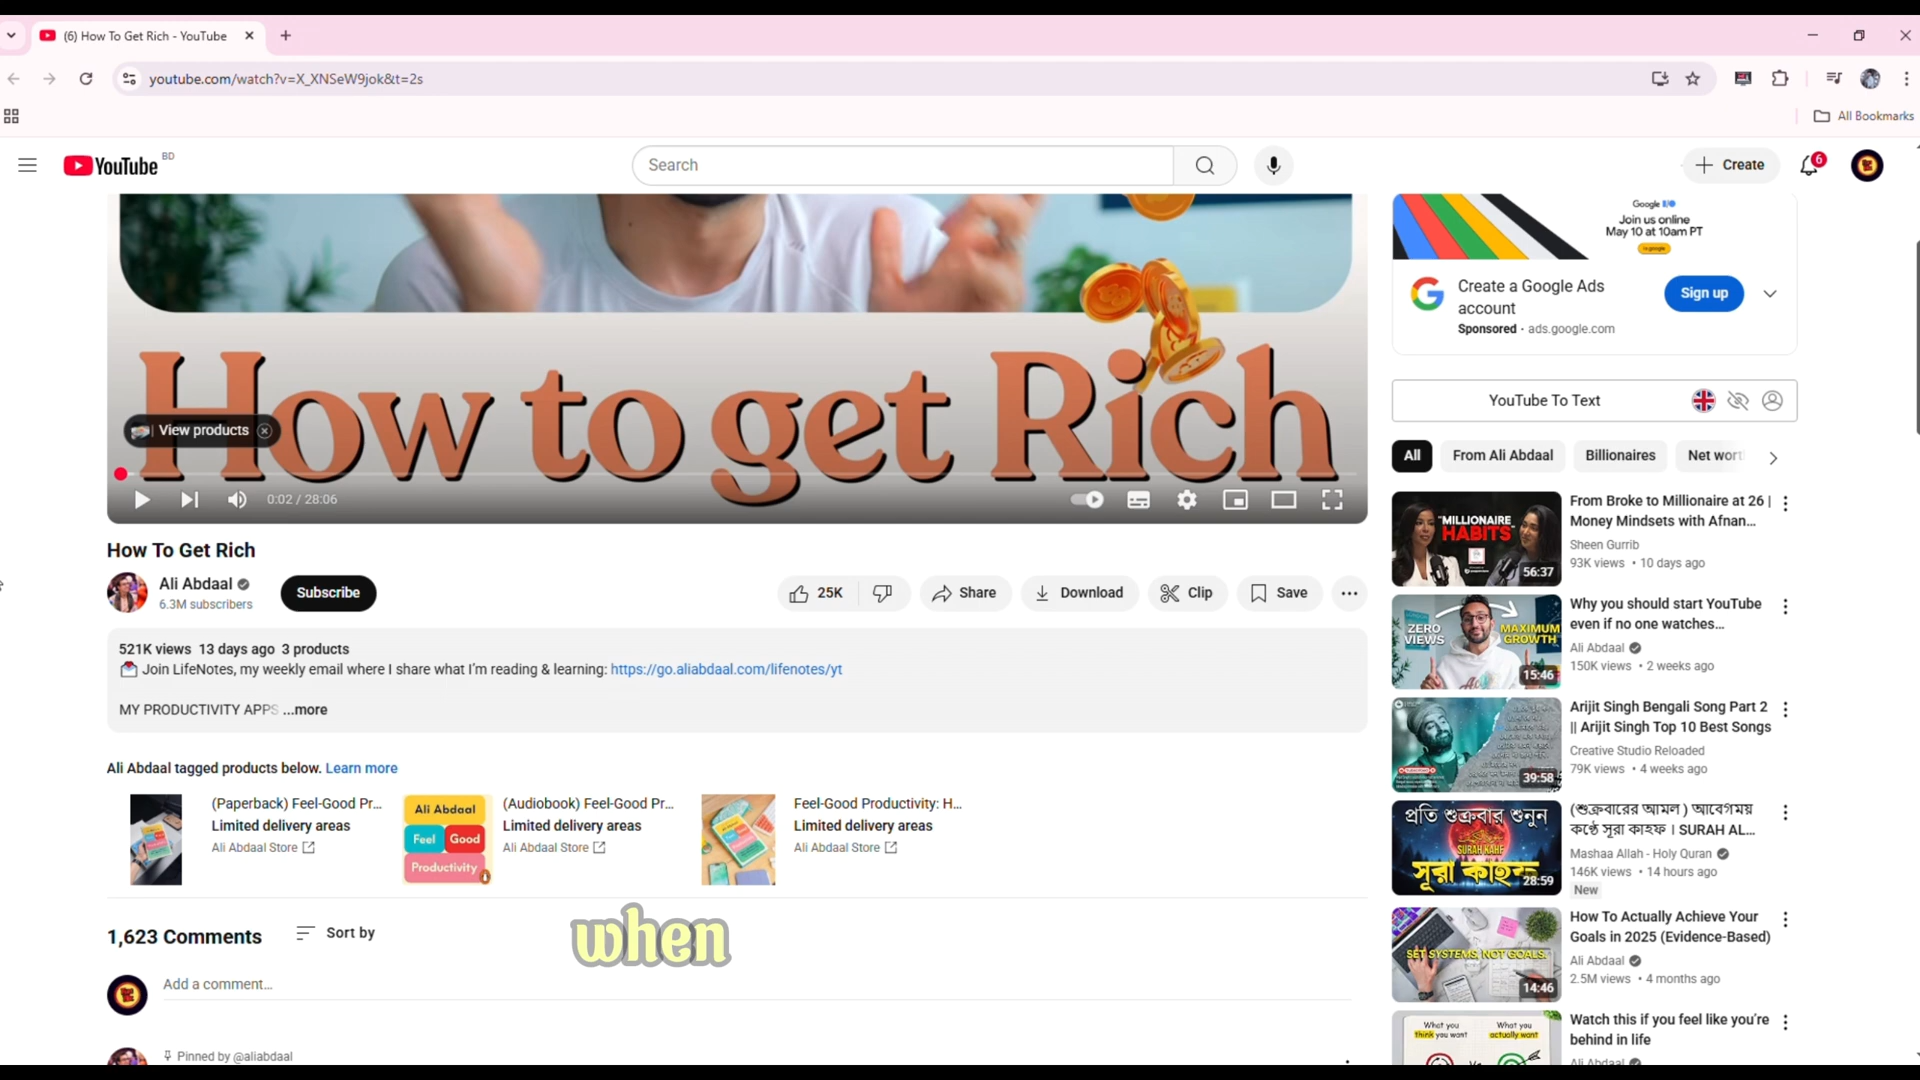 (6) How To Get Rich - YouTube
youtube.com/watch?v=X_XNSeW9jok&t=2s
All Bookmarks
YouTube BD
Search
Create
6
How to get Rich
View products
0:02 / 28:06
How To Get Rich
Ali Abdaal
6.3M subscribers
Subscribe
25K
Share
Download
Clip
Save
521K views 13 days ago 3 products
Join LifeNotes, my weekly email where I share what I'm reading & learning: https://go.aliabdaal.com/lifenotes/yt
MY PRODUCTIVITY APPS ...more
Ali Abdaal tagged products below. Learn more
(Paperback) Feel-Good Pr...
Limited delivery areas
Ali Abdaal Store
Ali Abdaal
Feel Good
Productivity
(Audiobook) Feel-Good Pr...
Limited delivery areas
Ali Abdaal Store
Feel-Good Productivity: H...
Limited delivery areas
Ali Abdaal Store
1,623 Comments
Sort by
when
Add a comment...
Pinned by @aliabdaal
Google I/O
Join us online
May 10 at 10am PT
Create a Google Ads
account
Sponsored · ads.google.com
Sign up
YouTube To Text
All
From Ali Abdaal
Billionaires
Net wort
"MILLIONAIRE
HABITS"
56:37
From Broke to Millionaire at 26 |
Money Mindsets with Afnan...
Sheen Gurrib
93K views • 10 days ago
ZERO
VIEWS
MAXIMUM
GROWTH
15:46
Why you should start YouTube
even if no one watches...
Ali Abdaal
150K views • 2 weeks ago
39:58
Arijit Singh Bengali Song Part 2
|| Arijit Singh Top 10 Best Songs
Creative Studio Reloaded
79K views • 4 weeks ago
প্রতি শুক্রবার শুনুন
SURAH KAHF
সূরা কাহফ
28:59
(শুক্রবারের আমল ) আবেগময়
কণ্ঠে সূরা কাহফ । SURAH AL...
Mashaa Allah - Holy Quran
146K views • 14 hours ago
New
SET SYSTEMS, NOT GOALS.
14:46
How To Actually Achieve Your
Goals in 2025 (Evidence-Based)
Ali Abdaal
2.5M views • 4 months ago
What you
think you want
What you
actually want
Watch this if you feel like you're
behind in life
Ali Abdaal